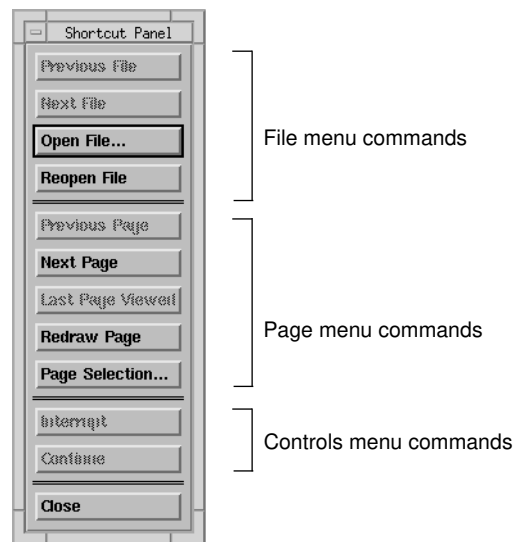 Shortcut Panel
Previous File
Next File
Open File...
Reopen File
File menu commands
Previous Page
Next Page
Last Page Viewed
Redraw Page
Page Selection...
Page menu commands
Interrupt
Continue
Controls menu commands
Close